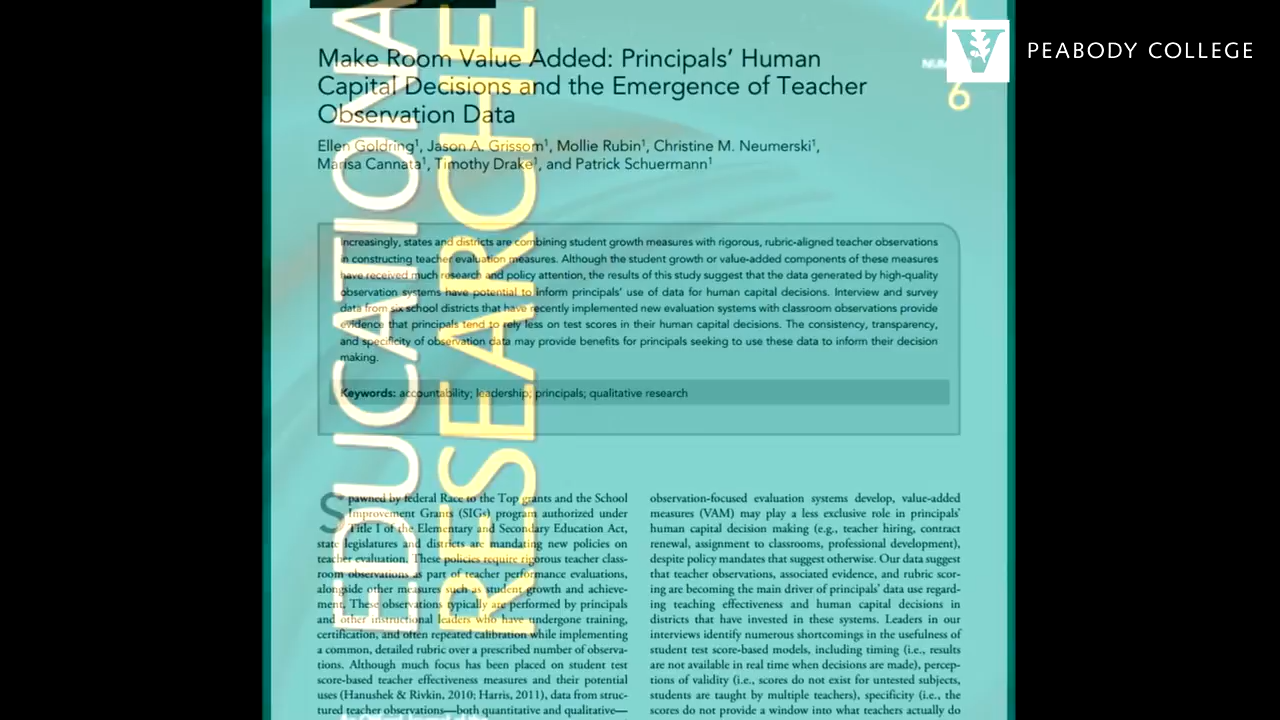 44
PEABODY COLLEGE
6
EDUCATIONA
RESEARCHE
Make Room Value Added: Principals' Human
Capital Decisions and the Emergence of Teacher
Observation Data
Ellen Goldring¹, Jason A. Grissom¹, Mollie Rubin¹, Christine M. Neumerski¹,
Marisa Cannata¹, Timothy Drake¹, and Patrick Schuermann¹
Increasingly, states and districts are combining student growth measures with rigorous, rubric-aligned teacher observations
in constructing teacher evaluation measures. Although the student growth or value-added components of these measures
have received much research and policy attention, the results of this study suggest that the data generated by high-quality
observation systems have potential to inform principals' use of data for human capital decisions. Interview and survey
data from six school districts that have recently implemented new evaluation systems with classroom observations provide
evidence that principals tend to rely less on test scores in their human capital decisions. The consistency, transparency,
and specificity of observation data may provide benefits for principals seeking to use these data to inform their decision
making.
Keywords: accountability; leadership; principals; qualitative research
Spawned by federal Race to the Top grants and the School
Improvement Grants (SIGs) program authorized under
Title I of the Elementary and Secondary Education Act,
state legislatures and districts are mandating new policies on
teacher evaluation. These policies require rigorous teacher class-
room observations as part of teacher performance evaluations,
alongside other measures such as student growth and achieve-
ment. These observations typically are performed by principals
and other instructional leaders who have undergone training,
certification, and often repeated calibration while implementing
a common, detailed rubric over a prescribed number of observa-
tions. Although much focus has been placed on student test
score-based teacher effectiveness measures and their potential
uses (Hanushek & Rivkin, 2010; Harris, 2011), data from struc-
tured teacher observations—both quantitative and qualitative—
observation-focused evaluation systems develop, value-added
measures (VAM) may play a less exclusive role in principals'
human capital decision making (e.g., teacher hiring, contract
renewal, assignment to classrooms, professional development),
despite policy mandates that suggest otherwise. Our data suggest
that teacher observations, associated evidence, and rubric scor-
ing are becoming the main driver of principals' data use regard-
ing teaching effectiveness and human capital decisions in
districts that have invested in these systems. Leaders in our
interviews identify numerous shortcomings in the usefulness of
student test score-based models, including timing (i.e., results
are not available in real time when decisions are made), percep-
tions of validity (i.e., scores do not exist for untested subjects,
students are taught by multiple teachers), specificity (i.e., the
scores do not provide a window into what teachers actually do